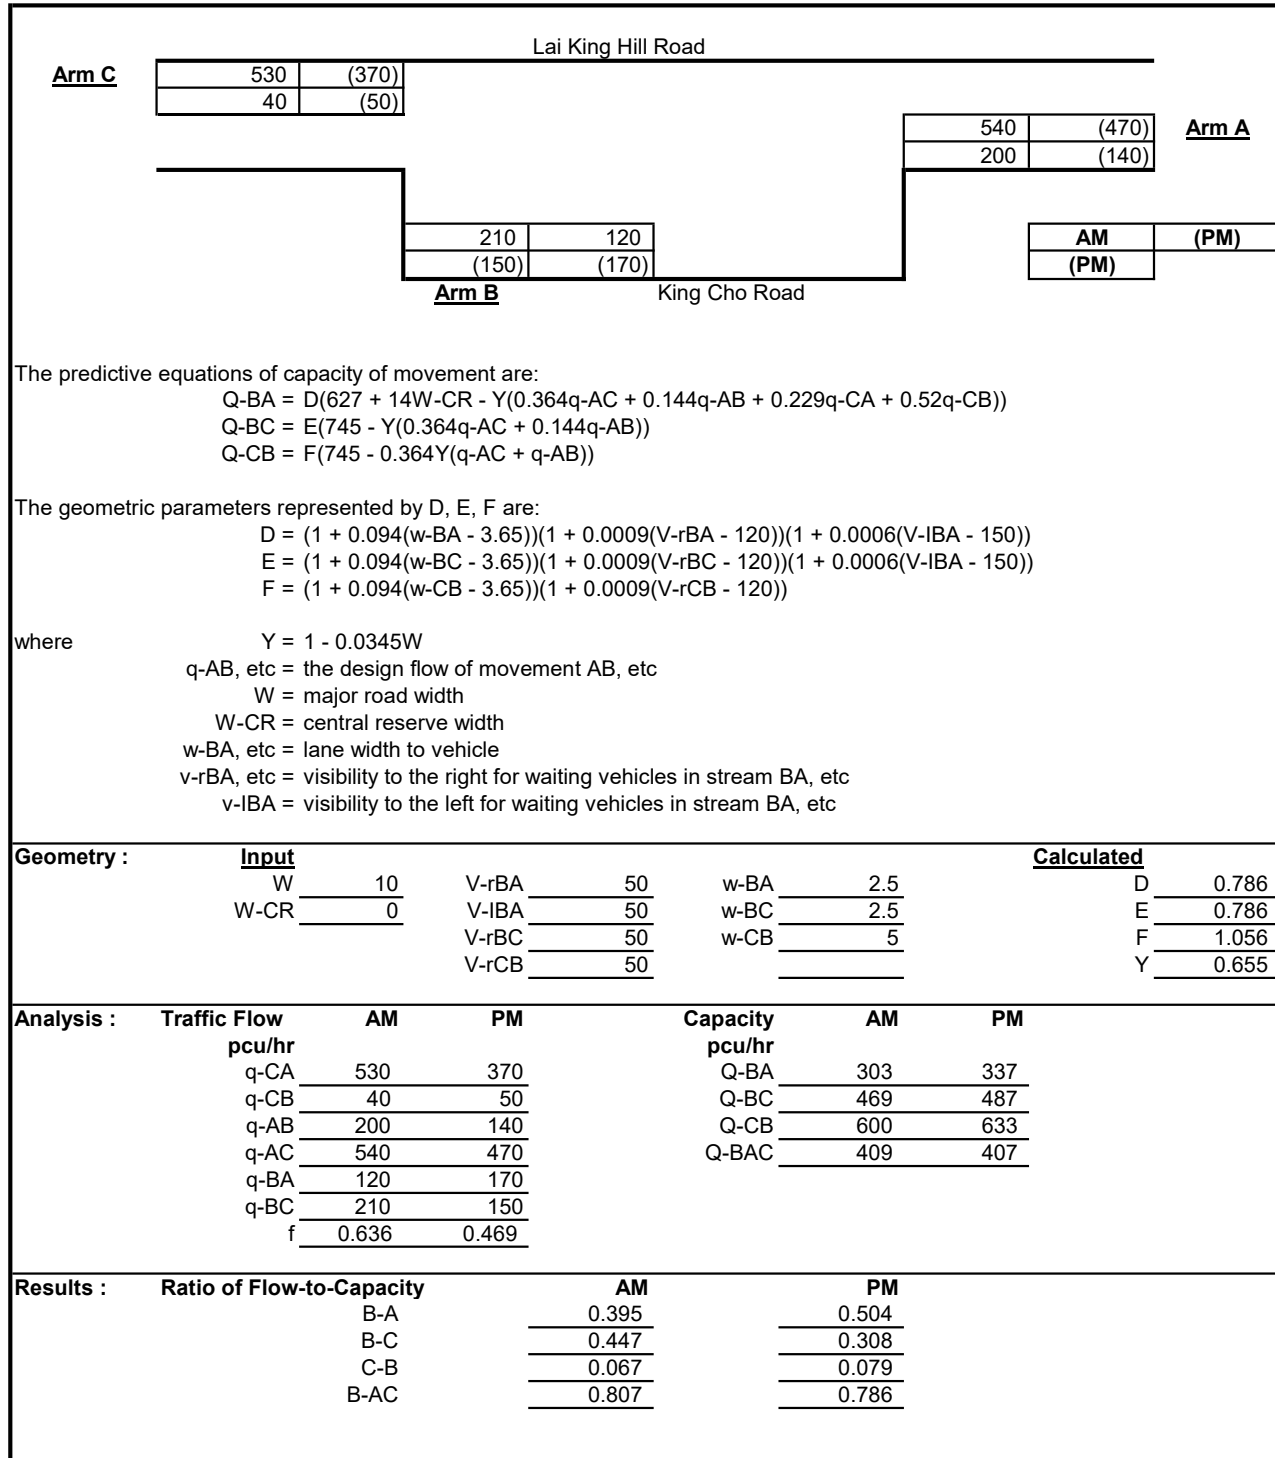 Lai King Hill Road
Arm C 530 (370)
40 (50)
540 (470) Arm A
200 (140)
210 120 AM (PM)
(150) (170) (PM)
Arm B King Cho Road
The predictive equations of capacity of movement are:
Q-BA = D(627 + 14W-CR - Y(0.364q-AC + 0.144q-AB + 0.229q-CA + 0.52q-CB))
Q-BC = E(745 - Y(0.364q-AC + 0.144q-AB))
Q-CB = F(745 - 0.364Y(q-AC + q-AB))
The geometric parameters represented by D, E, F are:
D = (1 + 0.094(w-BA - 3.65))(1 + 0.0009(V-rBA - 120))(1 + 0.0006(V-lBA - 150))
E = (1 + 0.094(w-BC - 3.65))(1 + 0.0009(V-rBC - 120))(1 + 0.0006(V-lBA - 150))
F = (1 + 0.094(w-CB - 3.65))(1 + 0.0009(V-rCB - 120))
where Y = 1 - 0.0345W
q-AB, etc = the design flow of movement AB, etc
W = major road width
W-CR = central reserve width
w-BA, etc = lane width to vehicle
v-rBA, etc = visibility to the right for waiting vehicles in stream BA, etc
v-lBA = visibility to the left for waiting vehicles in stream BA, etc
Geometry : Input Calculated
W 10 V-rBA 50 w-BA 2.5 D 0.786
W-CR 0 V-lBA 50 w-BC 2.5 E 0.786
V-rBC 50 w-CB 5 F 1.056
V-rCB 50 Y 0.655
Analysis : Traffic Flow AM PM Capacity AM PM
pcu/hr pcu/hr
q-CA 530 370 Q-BA 303 337
q-CB 40 50 Q-BC 469 487
q-AB 200 140 Q-CB 600 633
q-AC 540 470 Q-BAC 409 407
q-BA 120 170
q-BC 210 150
f 0.636 0.469
Results : Ratio of Flow-to-Capacity AM PM
B-A 0.395 0.504
B-C 0.447 0.308
C-B 0.067 0.079
B-AC 0.807 0.786